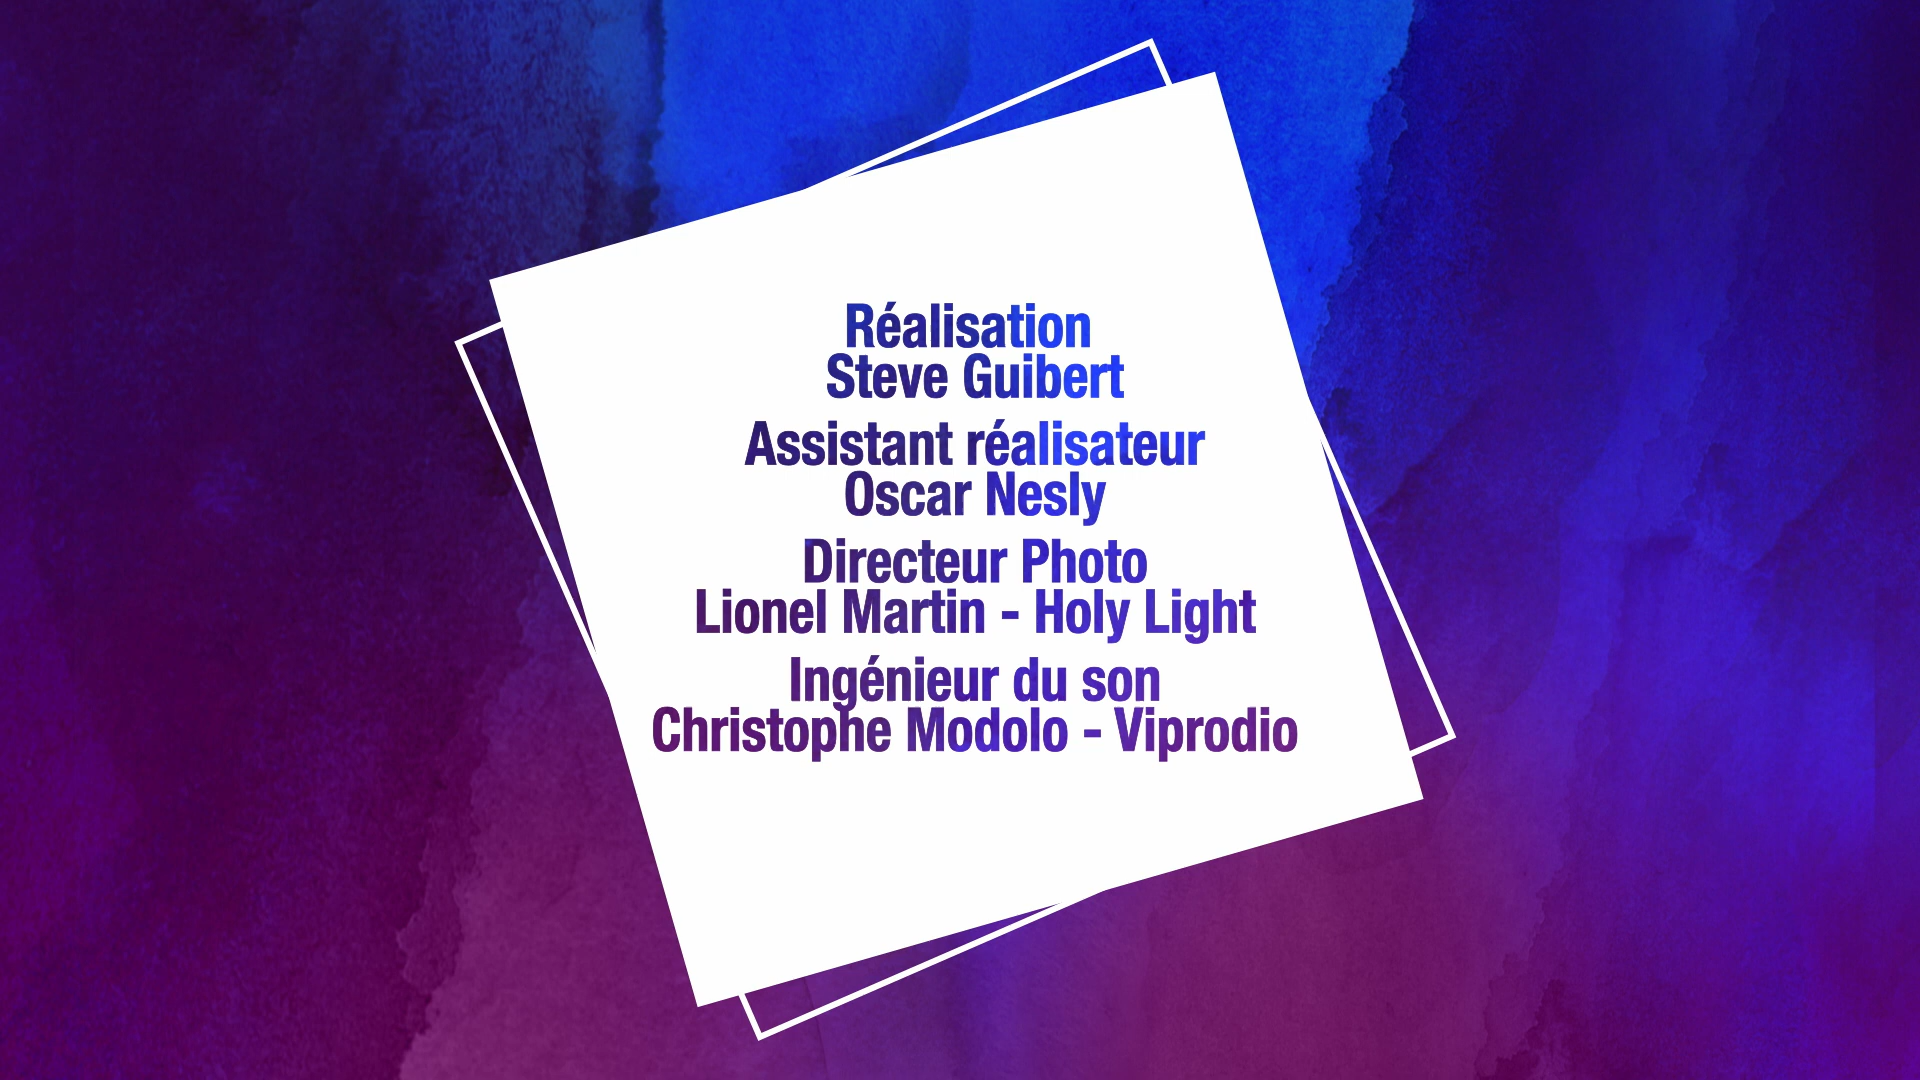 Réalisation
Steve Guibert
Assistant réalisateur
Oscar Nesly
Directeur Photo
Lionel Martin - Holy Light
Ingénieur du son
Christophe Modolo - Viprodio